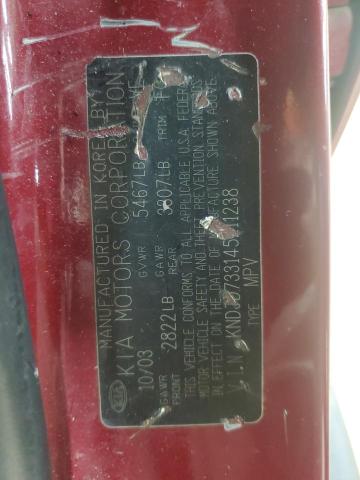 MANUFACTURED IN KOREA BY
KIA MOTORS CORPORATION
KIA
10/03 GVWR 5467LB
GAWR FRONT 2822LB GAWR REAR TRIM
THIS VEHICLE CONFORMS TO ALL APPLICABLE U.S.A FEDERAL
MOTOR VEHICLE SAFETY AND THEFT PREVENTION STANDARDS
IN EFFECT ON THE DATE OF MANUFACTURE SHOWN ABOVE.
V.I.N.
TYPE MPV